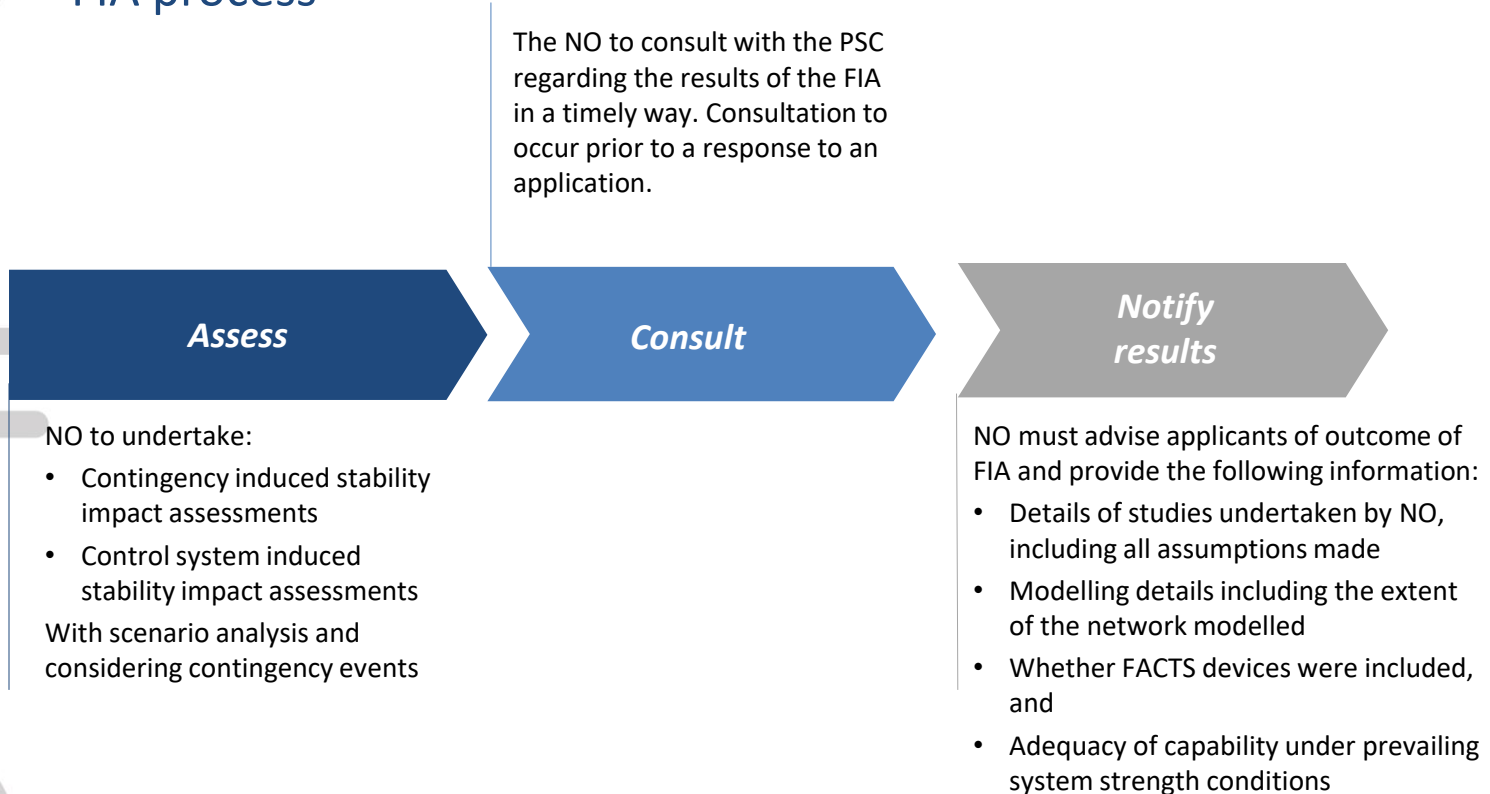 FIA process
The NO to consult with the PSC
regarding the results of the FIA
in a timely way. Consultation to
occur prior to a response to an
application.
Assess
Consult
Notify
results
NO to undertake:
• Contingency induced stability
impact assessments
• Control system induced
stability impact assessments
With scenario analysis and
considering contingency events
NO must advise applicants of outcome of
FIA and provide the following information:
• Details of studies undertaken by NO,
including all assumptions made
• Modelling details including the extent
of the network modelled
• Whether FACTS devices were included,
and
• Adequacy of capability under prevailing
system strength conditions